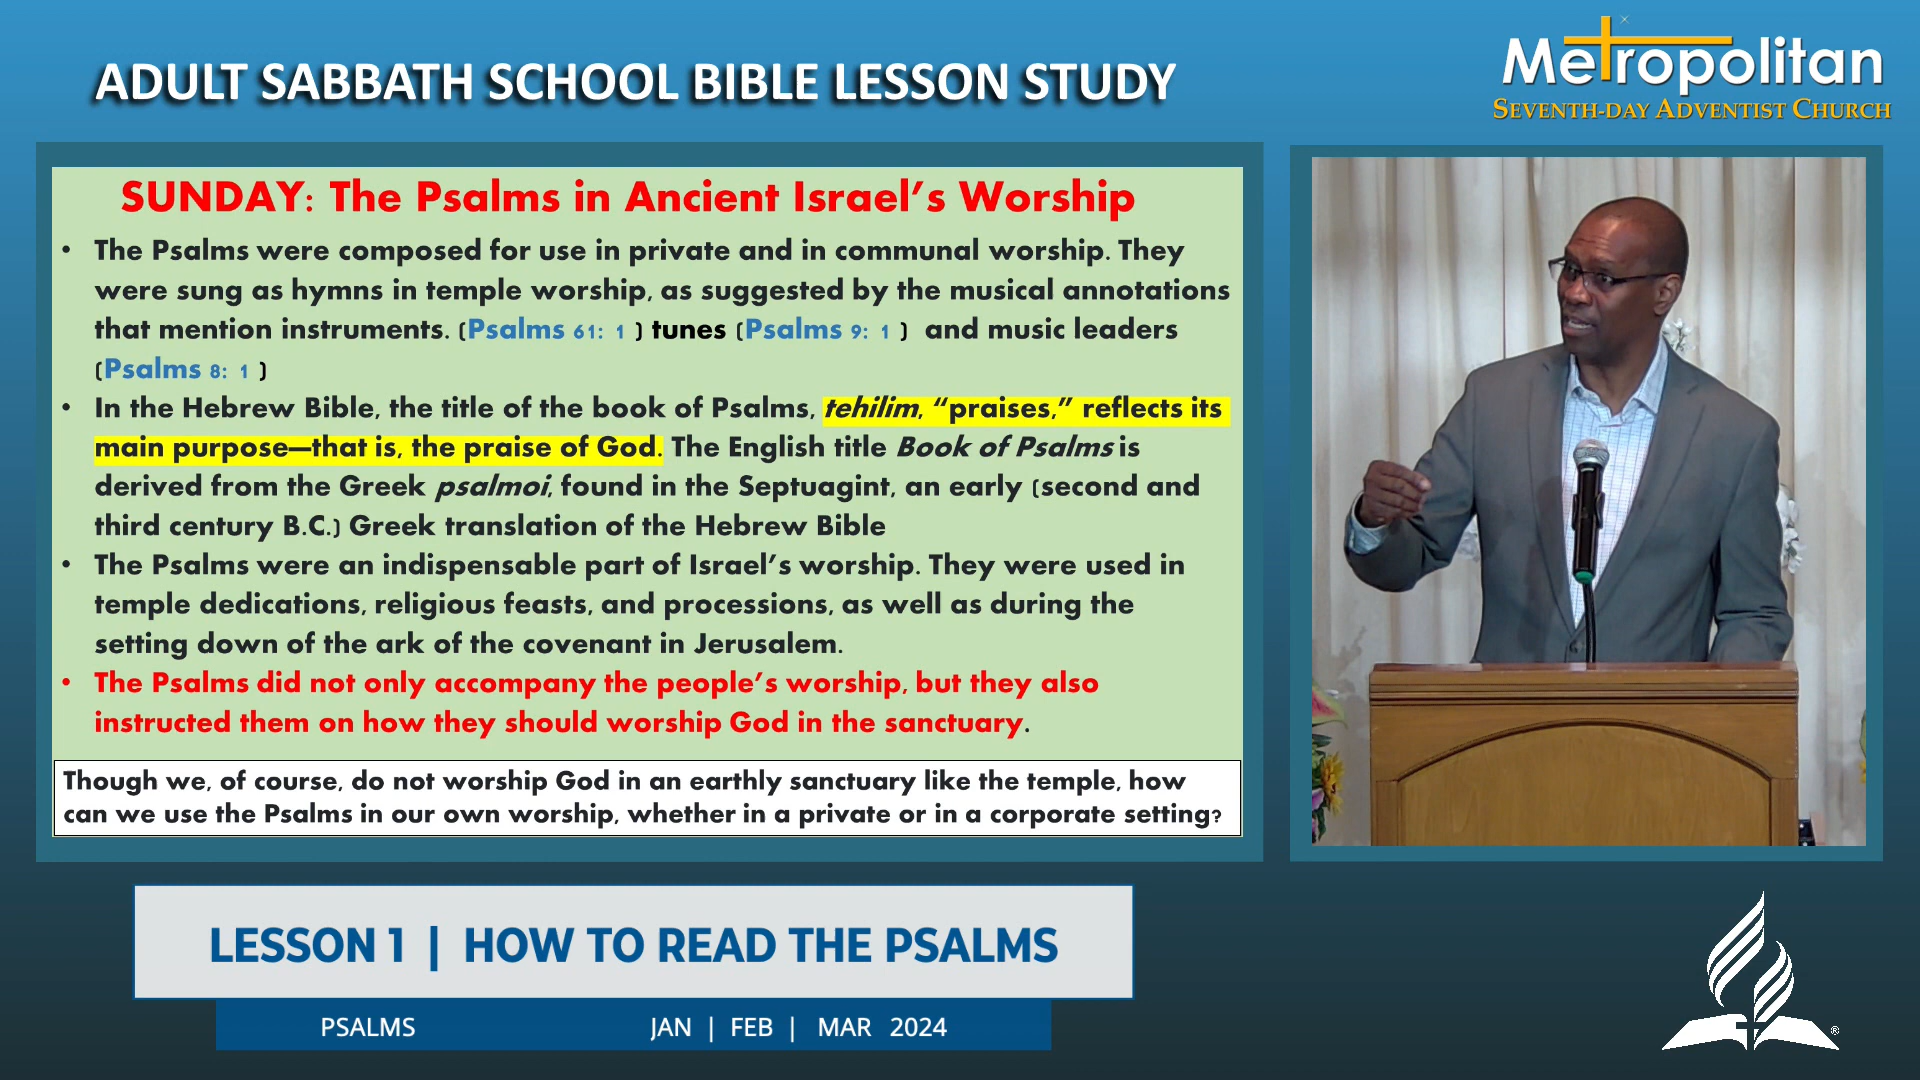 ADULT SABBATH SCHOOL BIBLE LESSON STUDY
Metropolitan
SEVENTH-DAY ADVENTIST CHURCH
SUNDAY: The Psalms in Ancient Israel's Worship
• The Psalms were composed for use in private and in communal worship. They
were sung as hymns in temple worship, as suggested by the musical annotations
that mention instruments. (Psalms 61: 1 ) tunes (Psalms 9: 1 ) and music leaders
(Psalms 8: 1 )
• In the Hebrew Bible, the title of the book of Psalms, tehilim, “praises,” reflects its
main purpose—that is, the praise of God. The English title Book of Psalms is
derived from the Greek psalmoi, found in the Septuagint, an early (second and
third century B.C.) Greek translation of the Hebrew Bible
• The Psalms were an indispensable part of Israel's worship. They were used in
temple dedications, religious feasts, and processions, as well as during the
setting down of the ark of the covenant in Jerusalem.
• The Psalms did not only accompany the people's worship, but they also
instructed them on how they should worship God in the sanctuary.
Though we, of course, do not worship God in an earthly sanctuary like the temple, how
can we use the Psalms in our own worship, whether in a private or in a corporate setting?
LESSON 1 | HOW TO READ THE PSALMS
PSALMS JAN | FEB | MAR 2024
®